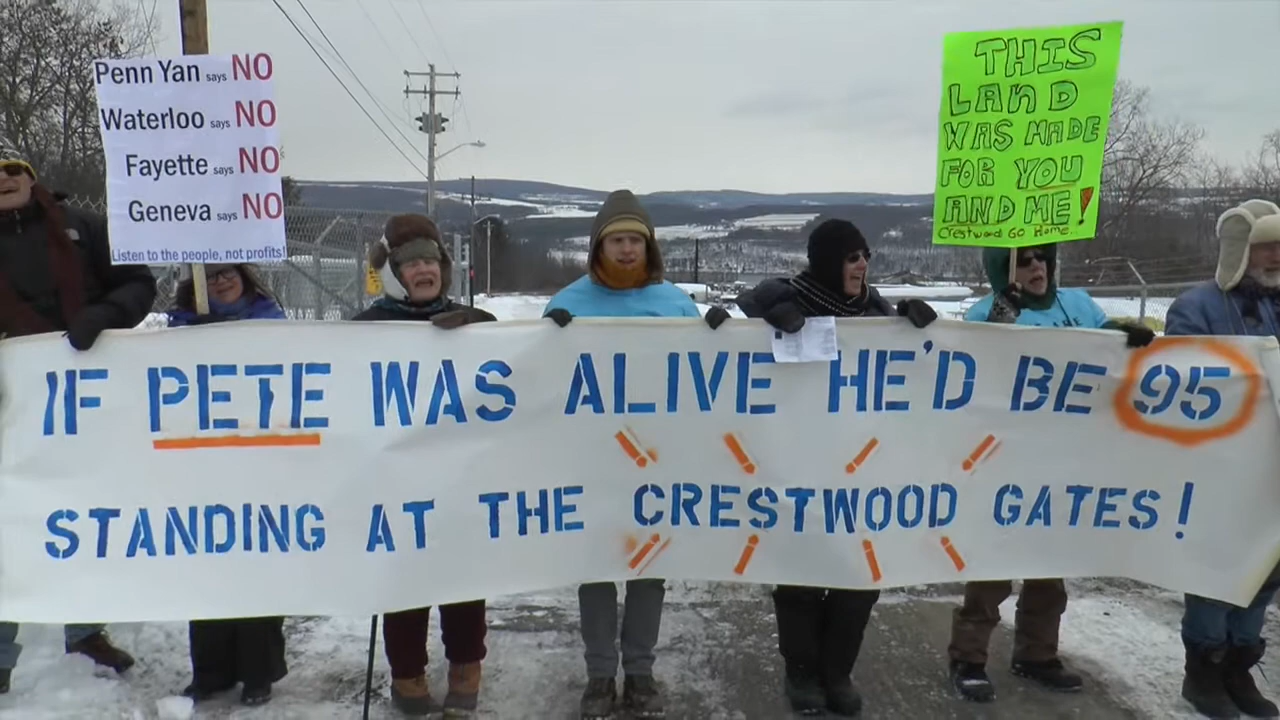 Penn Yan says NO
Waterloo says NO
Fayette says NO
Geneva says NO
Listen to the people, not profits!
THIS
LAND
WAS MADE
FOR YOU
AND ME!
Crestwood Go Home.
IF PETE WAS ALIVE HE'D BE 95
STANDING AT THE CRESTWOOD GATES!